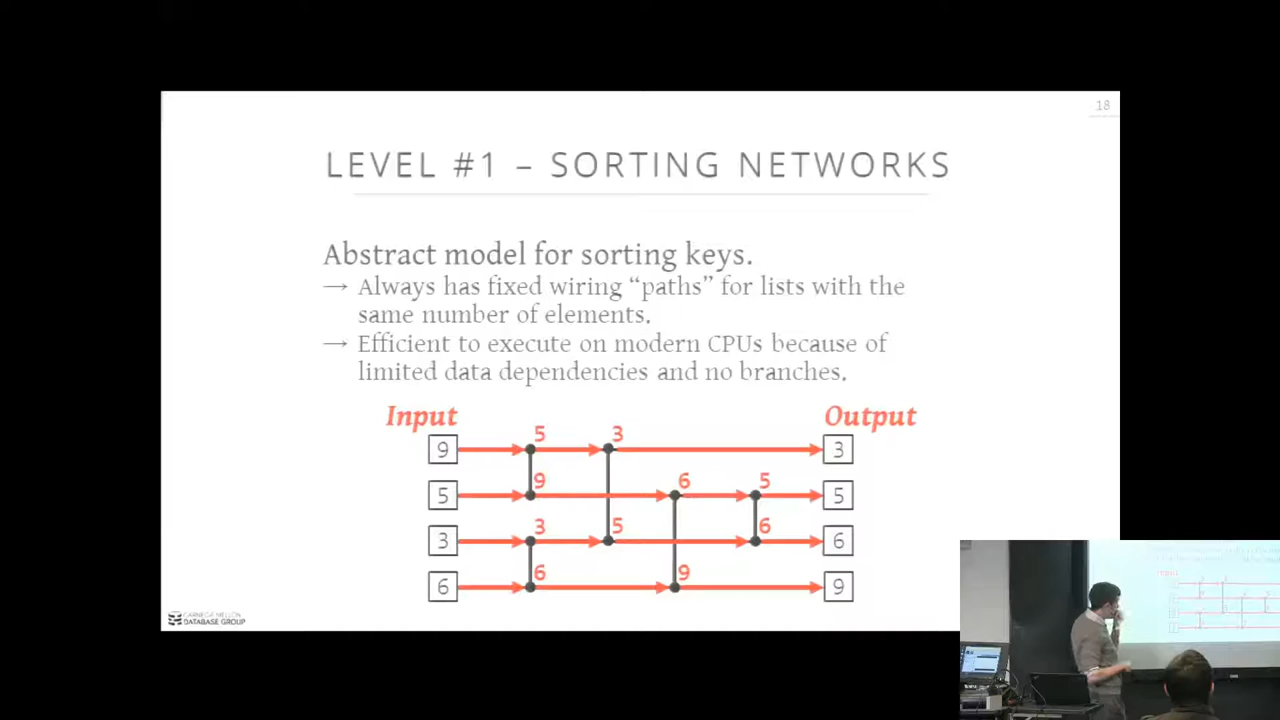 18
LEVEL #1 – SORTING NETWORKS
Abstract model for sorting keys.
→ Always has fixed wiring “paths” for lists with the
same number of elements.
→ Efficient to execute on modern CPUs because of
limited data dependencies and no branches.
Input Output
5 3
9 3
9 6 5
5 5
3 5 6
3 6
6 9
6 9
CARNEGIE MELLON
DATABASE GROUP